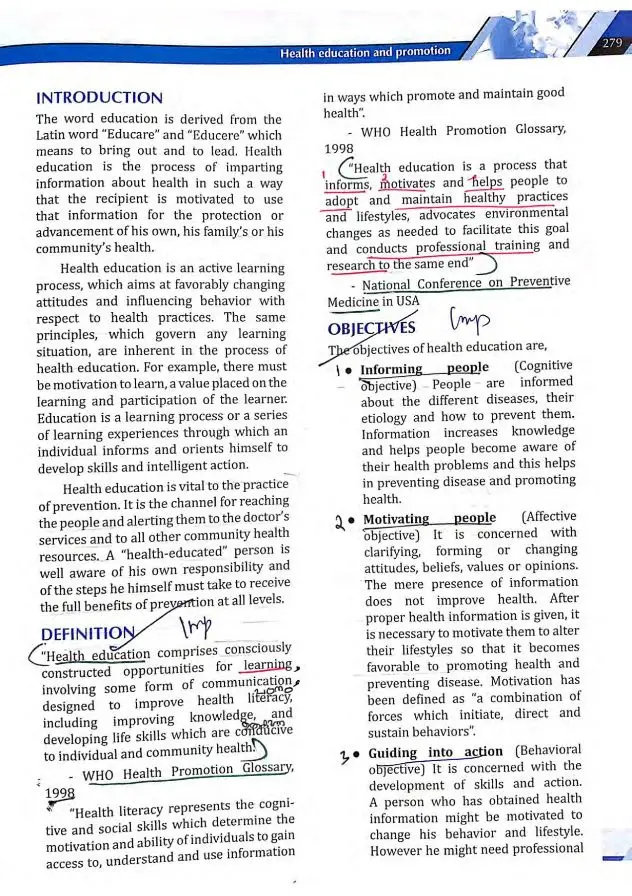 Health education and promotion
279
INTRODUCTION
The word education is derived from the
Latin word "Educare" and "Educere" which
means to bring out and to lead. Health
education is the process of imparting
information about health in such a way
that the recipient is motivated to use
that information for the protection or
advancement of his own, his family's or his
community's health.
Health education is an active learning
process, which aims at favorably changing
attitudes and influencing behavior with
respect to health practices. The same
principles, which govern any learning
situation, are inherent in the process of
health education. For example, there must
be motivation to learn, a value placed on the
learning and participation of the learner.
Education is a learning process or a series
of learning experiences through which an
individual informs and orients himself to
develop skills and intelligent action.
Health education is vital to the practice
of prevention. It is the channel for reaching
the people and alerting them to the doctor's
services and to all other community health
resources. A "health-educated" person is
well aware of his own responsibility and
of the steps he himself must take to receive
the full benefits of prevention at all levels.
DEFINITION
Imp
"Health education comprises consciously
constructed opportunities for learning,
involving some form of communication,
designed to improve health literacy,
including improving knowledge, and
developing life skills which are conducive
to individual and community health."
- WHO Health Promotion Glossary,
1998
"Health literacy represents the cogni-
tive and social skills which determine the
motivation and ability of individuals to gain
access to, understand and use information
in ways which promote and maintain good
health".
- WHO Health Promotion Glossary,
1998
1 2
"Health education is a process that
informs, motivates and helps people to
adopt and maintain healthy practices
and lifestyles, advocates environmental
changes as needed to facilitate this goal
and conducts professional training and
research to the same end"
- National Conference on Preventive
Medicine in USA
OBJECTIVES Imp
The objectives of health education are,
1 • Informing people (Cognitive
objective) People are informed
about the different diseases, their
etiology and how to prevent them.
Information increases knowledge
and helps people become aware of
their health problems and this helps
in preventing disease and promoting
health.
2 • Motivating people (Affective
objective) It is concerned with
clarifying, forming or changing
attitudes, beliefs, values or opinions.
The mere presence of information
does not improve health. After
proper health information is given, it
is necessary to motivate them to alter
their lifestyles so that it becomes
favorable to promoting health and
preventing disease. Motivation has
been defined as "a combination of
forces which initiate, direct and
sustain behaviors".
3 • Guiding into action (Behavioral
objective) It is concerned with the
development of skills and action.
A person who has obtained health
information might be motivated to
change his behavior and lifestyle.
However he might need professional